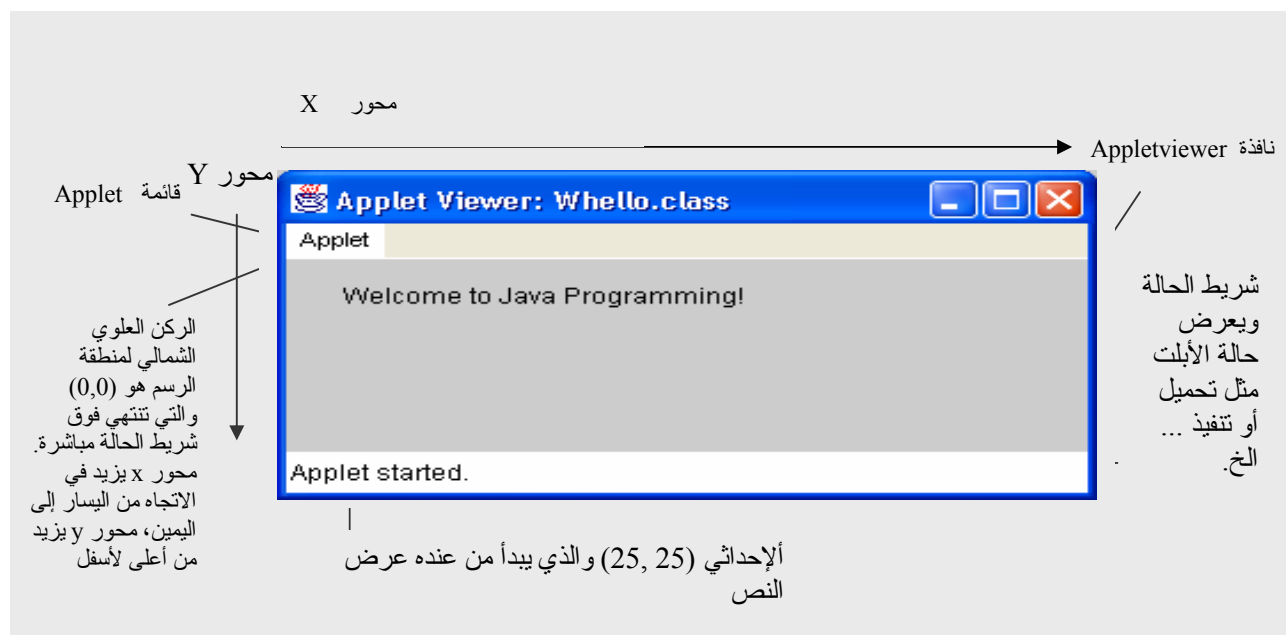 محور X
نافذة Appletviewer
محور Y
قائمة Applet
Applet Viewer: Whello.class
Applet
Welcome to Java Programming!
Applet started.
شريط الحالة
ويعرض
حالة الأبلت
مثل تحميل
أو تنفيذ ...
الخ.
الركن العلوي
الشمالي لمنطقة
الرسم هو (0,0)
والتي تنتهي فوق
شريط الحالة مباشرة.
محور x يزيد في
الاتجاه من اليسار إلى
اليمين، محور y يزيد
من أعلى لأسفل
ألإحداثي (25 ,25) والذي يبدأ من عنده عرض
النص